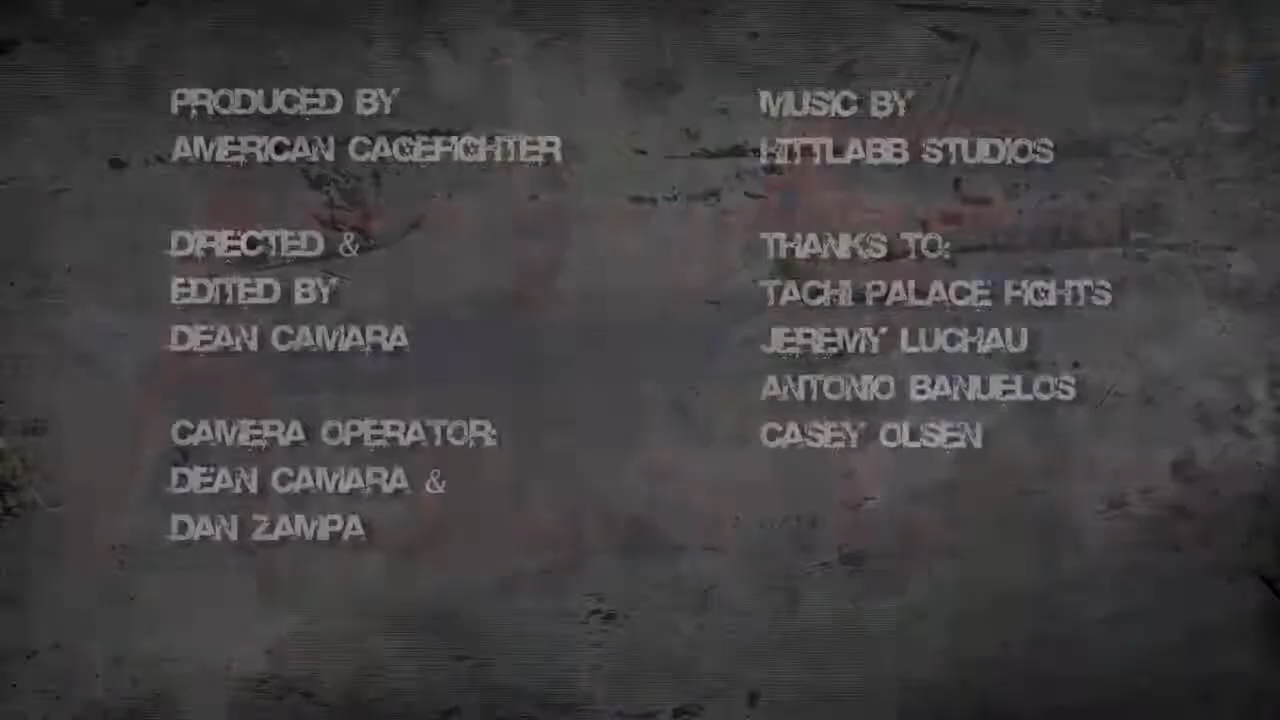 PRODUCED BY
AMERICAN CAGEFIGHTER
DIRECTED &
EDITED BY
DEAN CAMARA
CAMERA OPERATOR:
DEAN CAMARA &
DAN ZAMPA
MUSIC BY
HITTLABB STUDIOS
THANKS TO:
TACHI PALACE FIGHTS
JEREMY LUCHAU
ANTONIO BANUELOS
CASEY OLSEN